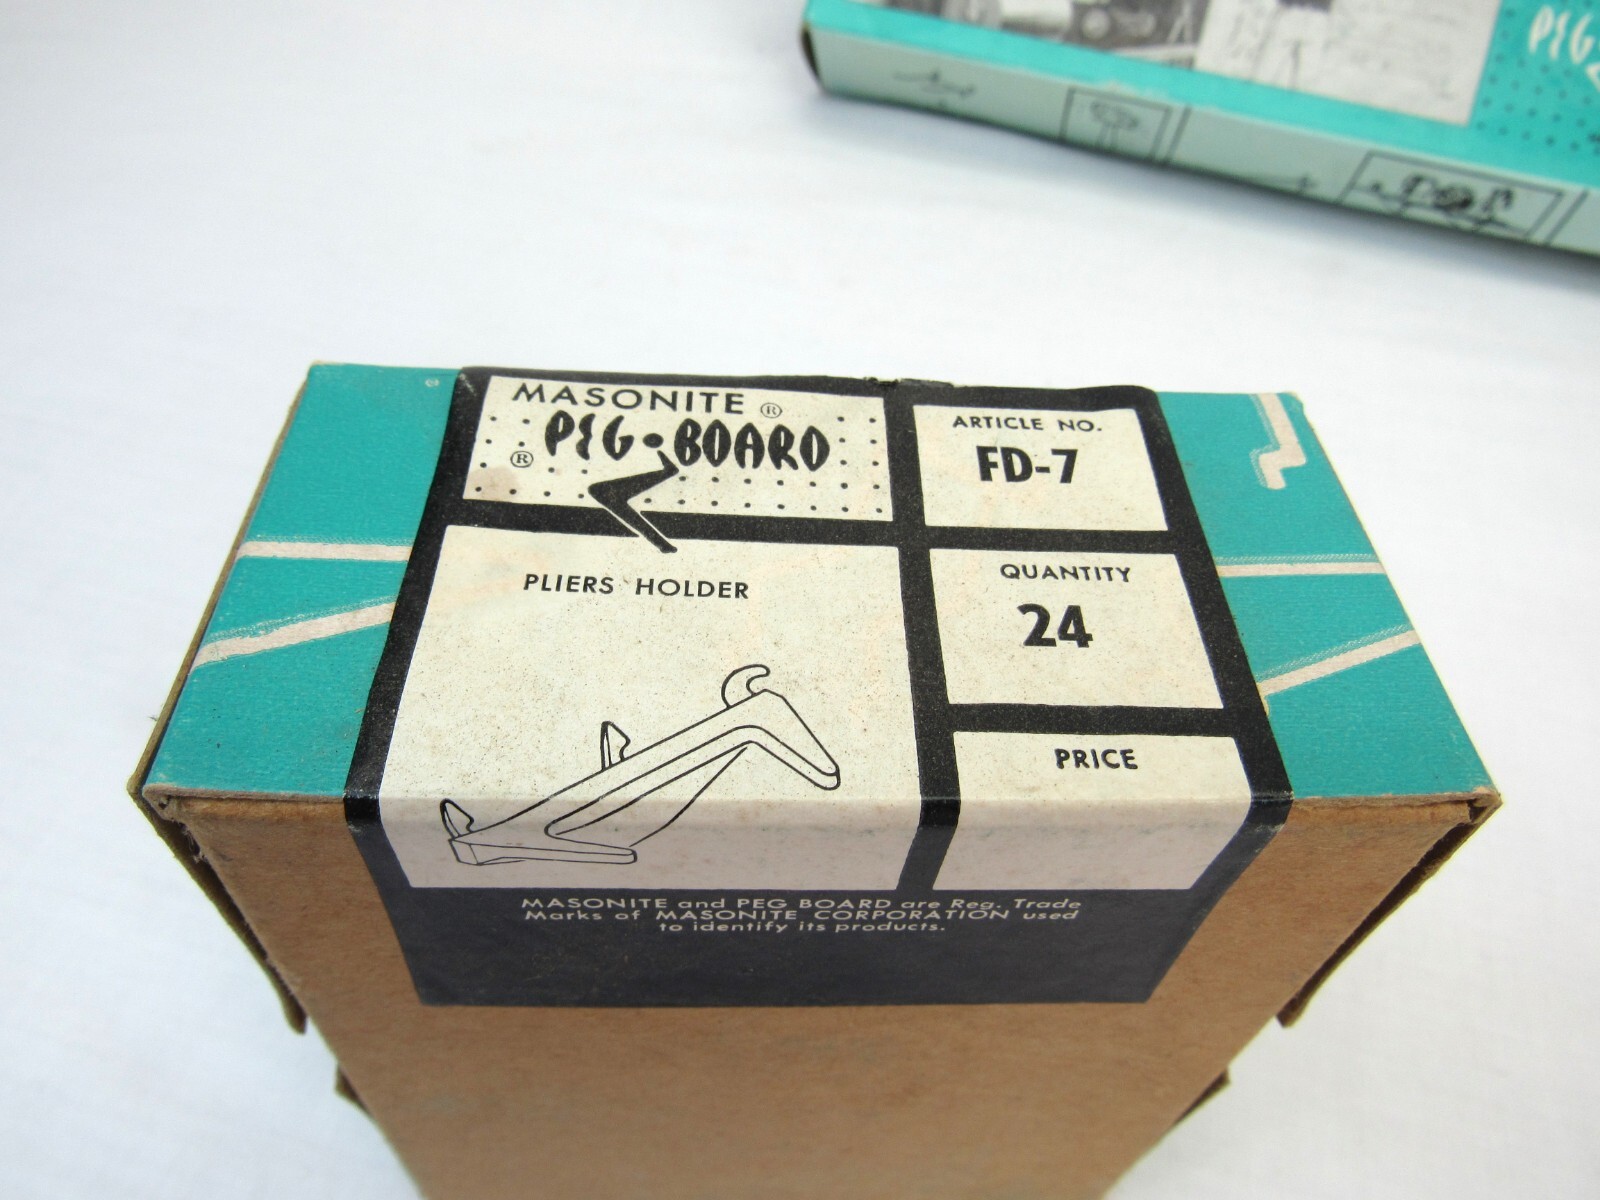 MASONITE ®
® PEG•BOARD
ARTICLE NO.
FD-7
PLIERS HOLDER
QUANTITY
24
PRICE
MASONITE and PEG BOARD are Reg. Trade
Marks of MASONITE CORPORATION used
to identify its products.
PEG